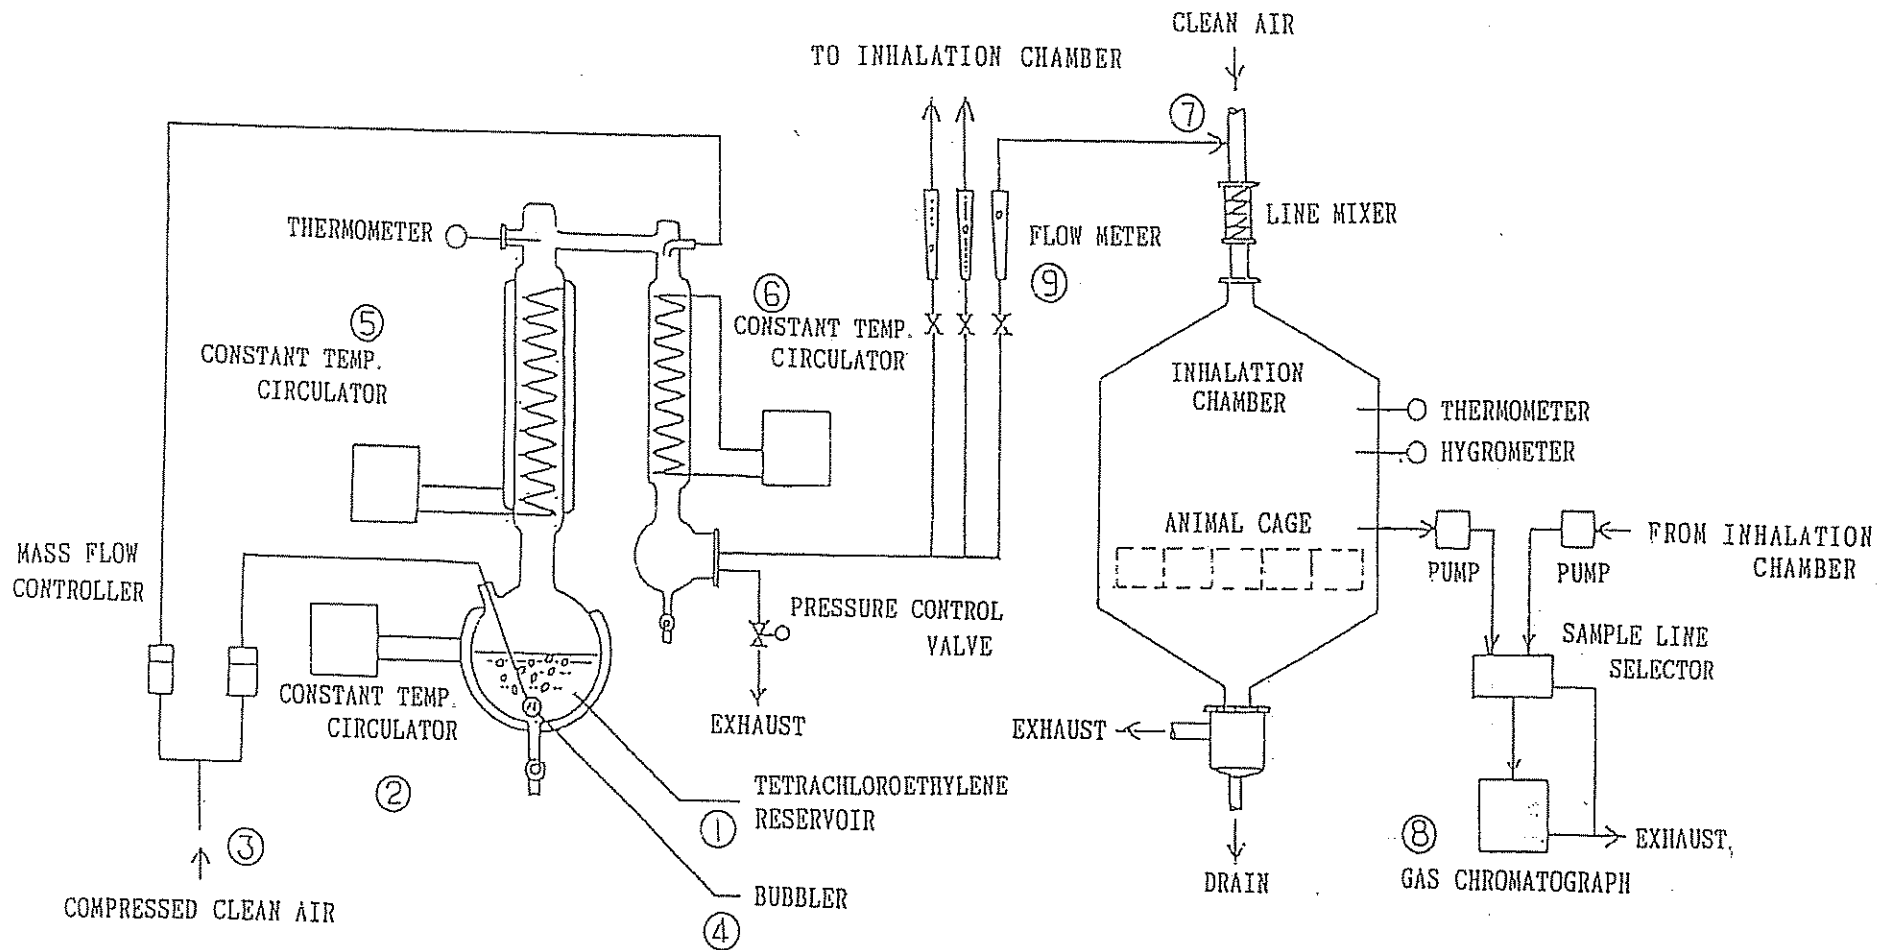 CLEAN AIR
TO INHALATION CHAMBER
⑦
THERMOMETER
LINE MIXER
FLOW METER
⑨
⑥
CONSTANT TEMP.
CIRCULATOR
⑤
CONSTANT TEMP.
CIRCULATOR
INHALATION
CHAMBER
THERMOMETER
HYGROMETER
ANIMAL CAGE
PUMP
PUMP
FROM INHALATION
CHAMBER
MASS FLOW
CONTROLLER
PRESSURE CONTROL
VALVE
SAMPLE LINE
SELECTOR
CONSTANT TEMP.
CIRCULATOR
②
EXHAUST
EXHAUST
TETRACHLOROETHYLENE
RESERVOIR
①
③
COMPRESSED CLEAN AIR
BUBBLER
④
DRAIN
⑧
GAS CHROMATOGRAPH
EXHAUST